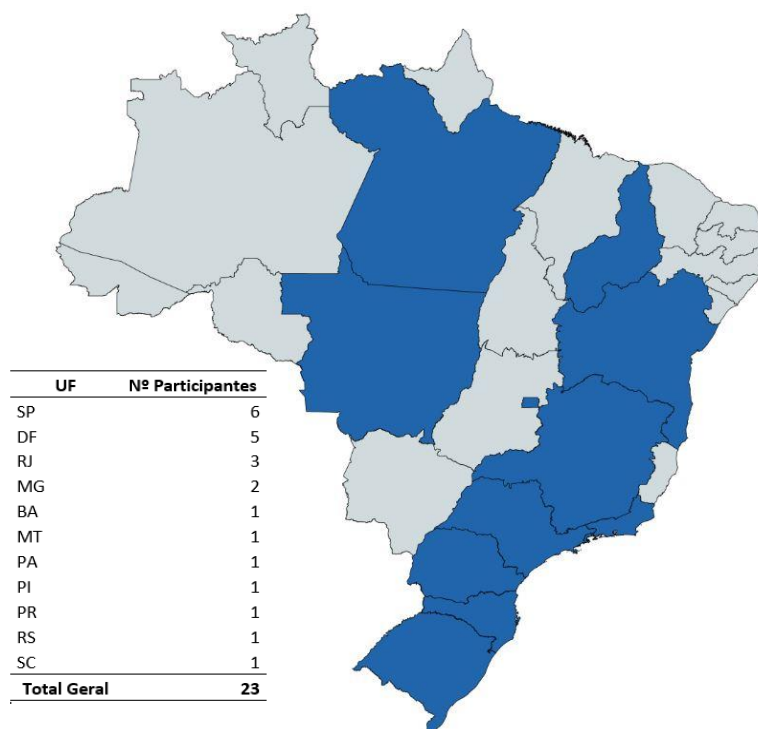 UF Nº Participantes
SP 6
DF 5
RJ 3
MG 2
BA 1
MT 1
PA 1
PI 1
PR 1
RS 1
SC 1
Total Geral 23